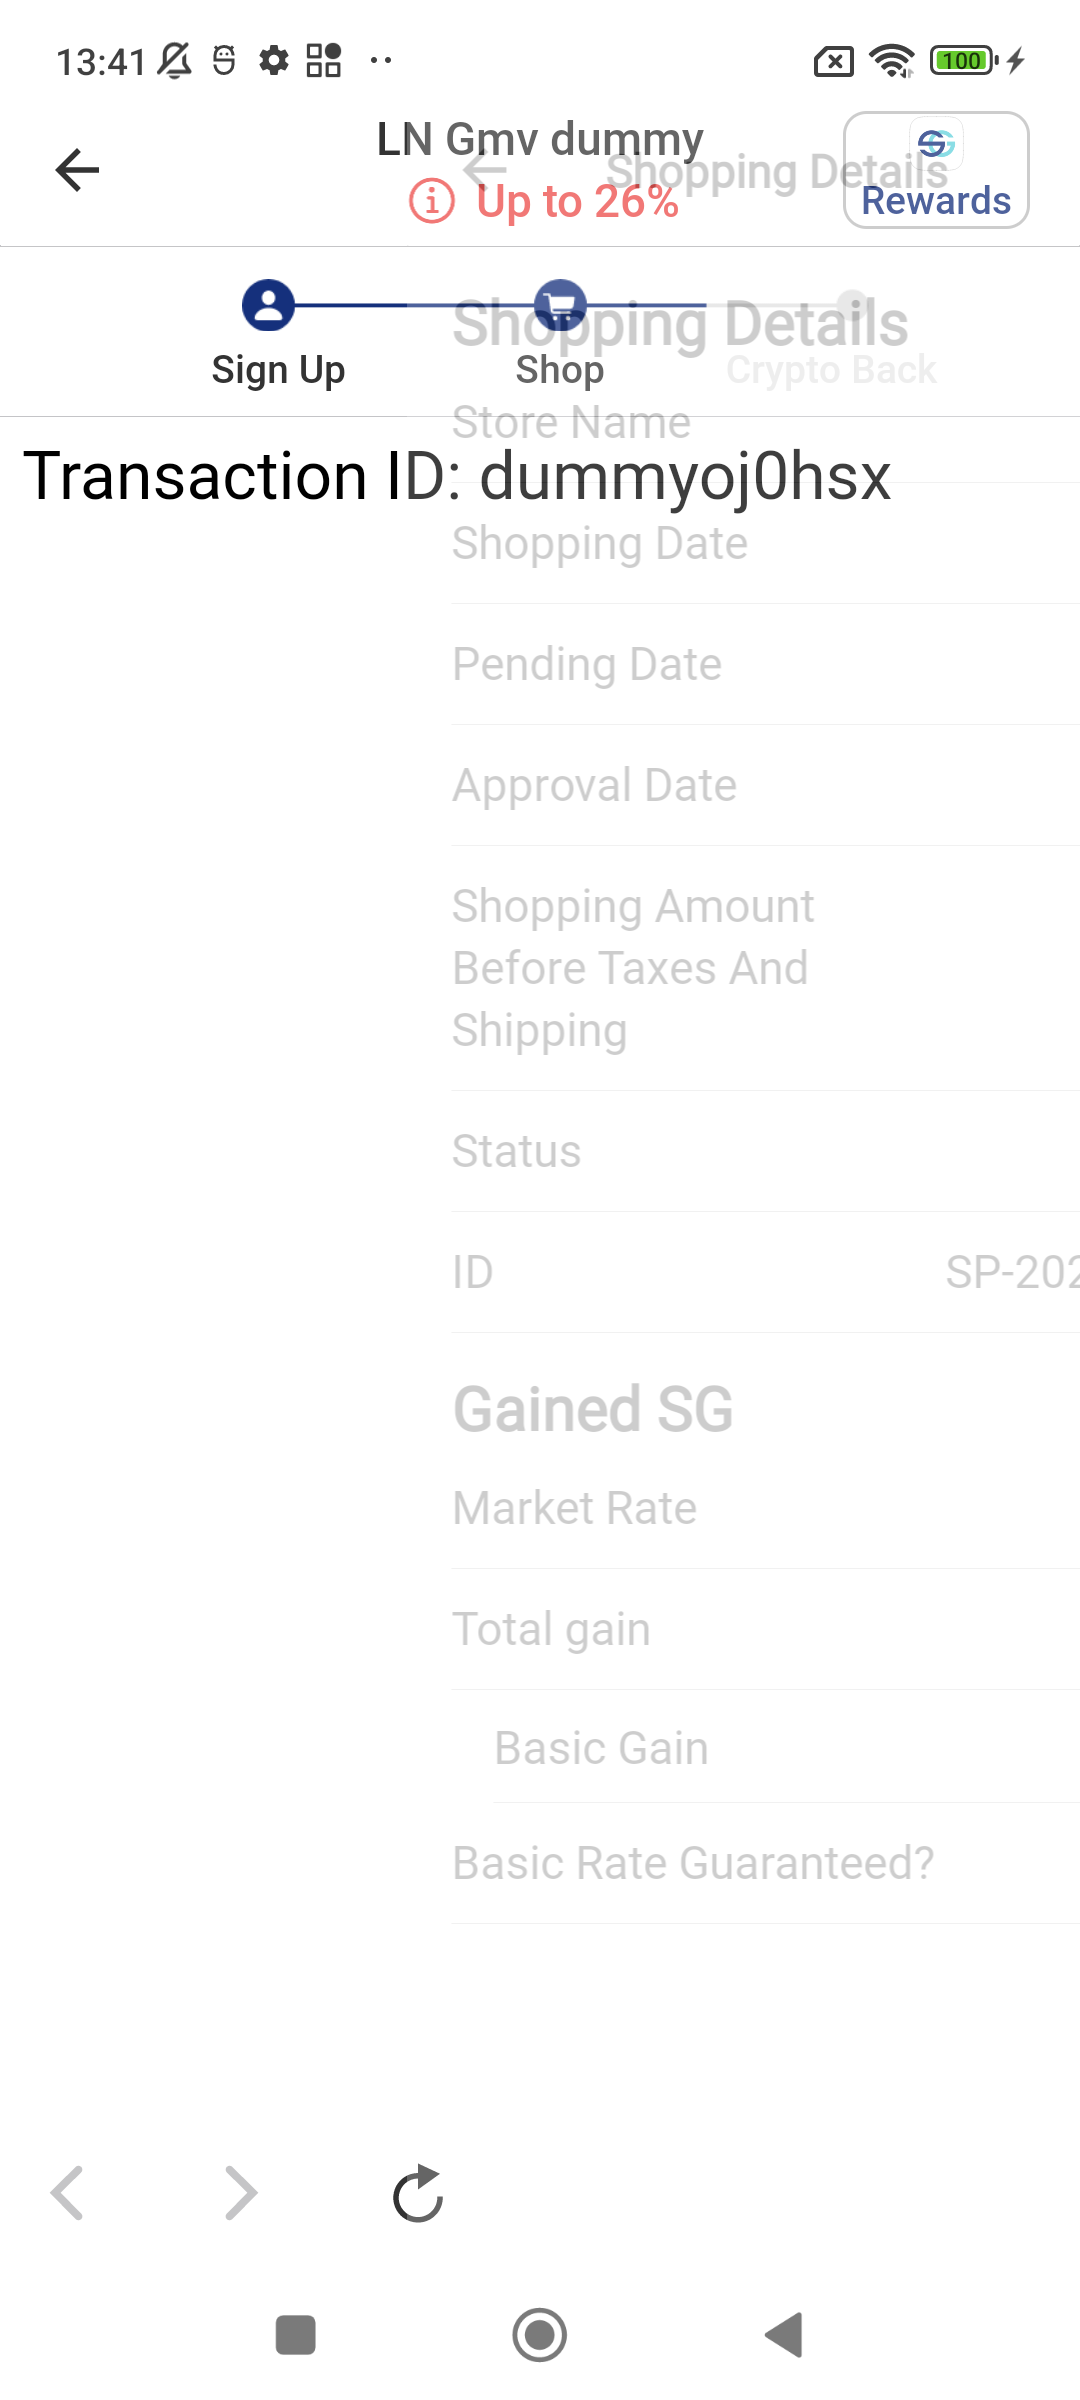 13:41
100
LN Gmv dummy
Shopping Details
Up to 26%
Rewards
Shopping Details
Sign Up
Shop
Crypto Back
Store Name
Transaction ID: dummyoj0hsx
Shopping Date
Pending Date
Approval Date
Shopping Amount
Before Taxes And
Shipping
Status
ID
SP-202
Gained SG
Market Rate
Total gain
Basic Gain
Basic Rate Guaranteed?